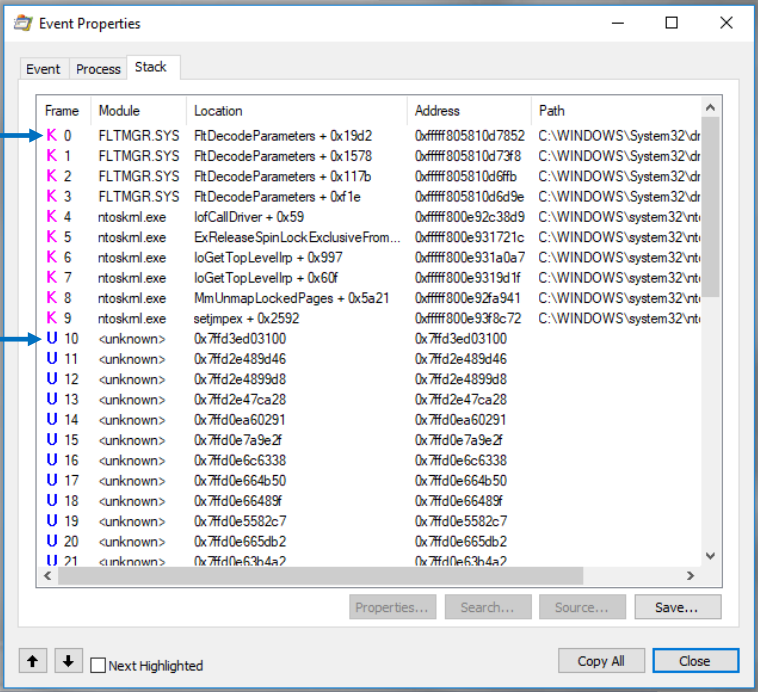 Event Properties
Event Process Stack
Frame Module Location Address Path
K 0 FLTMGR.SYS FltDecodeParameters + 0x19d2 0xfffff805810d7852 C:\WINDOWS\System32\dr
K 1 FLTMGR.SYS FltDecodeParameters + 0x1578 0xfffff805810d73f8 C:\WINDOWS\System32\dr
K 2 FLTMGR.SYS FltDecodeParameters + 0x117b 0xfffff805810d6ffb C:\WINDOWS\System32\dr
K 3 FLTMGR.SYS FltDecodeParameters + 0xf1e 0xfffff805810d6d9e C:\WINDOWS\System32\dr
K 4 ntoskrnl.exe IofCallDriver + 0x59 0xfffff800e92c38d9 C:\WINDOWS\system32\nt
K 5 ntoskrnl.exe ExReleaseSpinLockExclusiveFrom... 0xfffff800e931721c C:\WINDOWS\system32\nt
K 6 ntoskrnl.exe IoGetTopLevelIrp + 0x997 0xfffff800e931a0a7 C:\WINDOWS\system32\nt
K 7 ntoskrnl.exe IoGetTopLevelIrp + 0x60f 0xfffff800e9319d1f C:\WINDOWS\system32\nt
K 8 ntoskrnl.exe MmUnmapLockedPages + 0x5a21 0xfffff800e92fa941 C:\WINDOWS\system32\nt
K 9 ntoskrnl.exe setjmpex + 0x2592 0xfffff800e93f8c72 C:\WINDOWS\system32\nt
U 10 <unknown> 0x7ffd3ed03100 0x7ffd3ed03100
U 11 <unknown> 0x7ffd2e489d46 0x7ffd2e489d46
U 12 <unknown> 0x7ffd2e4899d8 0x7ffd2e4899d8
U 13 <unknown> 0x7ffd2e47ca28 0x7ffd2e47ca28
U 14 <unknown> 0x7ffd0ea60291 0x7ffd0ea60291
U 15 <unknown> 0x7ffd0e7a9e2f 0x7ffd0e7a9e2f
U 16 <unknown> 0x7ffd0e6c6338 0x7ffd0e6c6338
U 17 <unknown> 0x7ffd0e664b50 0x7ffd0e664b50
U 18 <unknown> 0x7ffd0e66489f 0x7ffd0e66489f
U 19 <unknown> 0x7ffd0e5582c7 0x7ffd0e5582c7
U 20 <unknown> 0x7ffd0e665db2 0x7ffd0e665db2
U 21 <unknown> 0x7ffd0e63b4a2 0x7ffd0e63b4a2
Properties... Search... Source... Save...
Next Highlighted Copy All Close